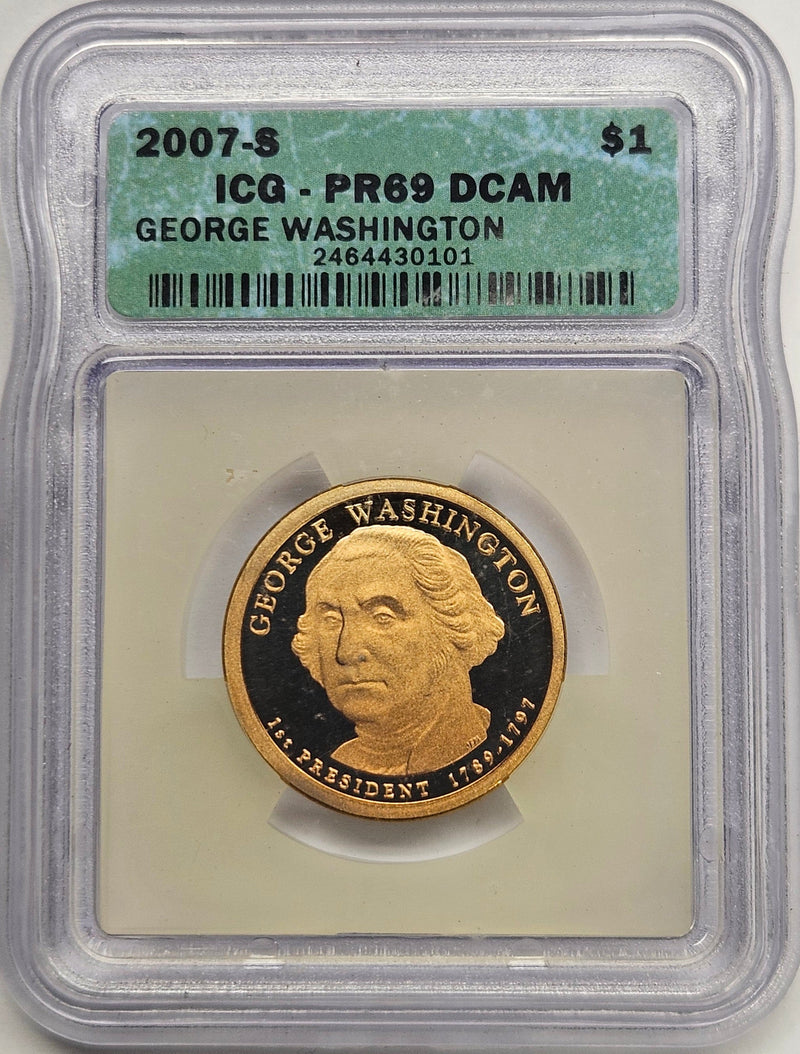 2007-S $1
ICG - PR69 DCAM
GEORGE WASHINGTON
2464430101
GEORGE WASHINGTON
1st PRESIDENT 1789-1797